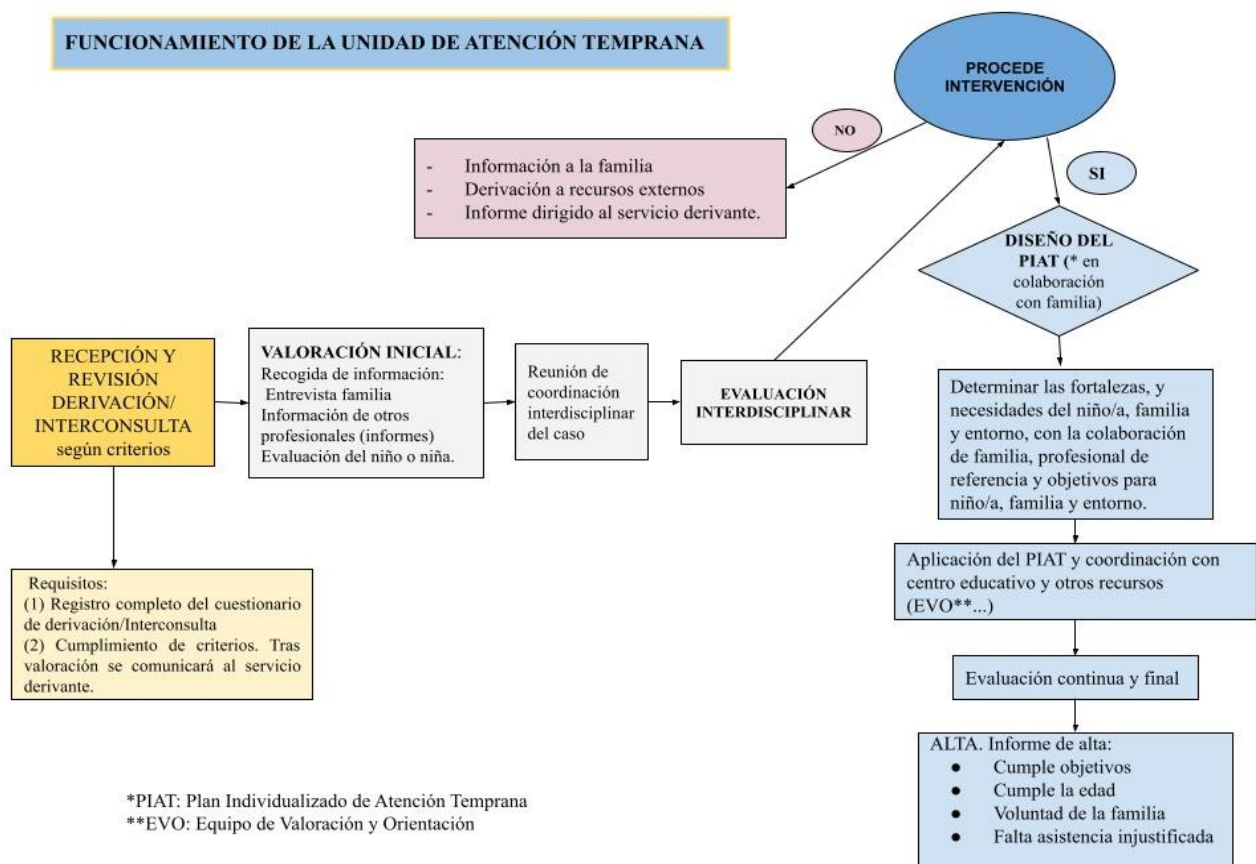 FUNCIONAMIENTO DE LA UNIDAD DE ATENCIÓN TEMPRANA
PROCEDE
INTERVENCIÓN
NO
- Información a la familia
- Derivación a recursos externos
- Informe dirigido al servicio derivante.
SI
DISEÑO DEL
PIAT (* en
colaboración
con familia)
RECEPCIÓN Y
REVISIÓN
DERIVACIÓN/
INTERCONSULTA
según criterios
VALORACIÓN INICIAL:
Recogida de información:
Entrevista familia
Información de otros
profesionales (informes)
Evaluación del niño o niña.
Reunión de
coordinación
interdisciplinar
del caso
EVALUACIÓN
INTERDISCIPLINAR
Determinar las fortalezas, y
necesidades del niño/a, familia
y entorno, con la colaboración
de familia, profesional de
referencia y objetivos para
niño/a, familia y entorno.
Requisitos:
(1) Registro completo del cuestionario
de derivación/Interconsulta
(2) Cumplimiento de criterios. Tras
valoración se comunicará al servicio
derivante.
Aplicación del PIAT y coordinación con
centro educativo y otros recursos
(EVO**...)
Evaluación continua y final
ALTA. Informe de alta:
● Cumple objetivos
● Cumple la edad
● Voluntad de la familia
● Falta asistencia injustificada
*PIAT: Plan Individualizado de Atención Temprana
**EVO: Equipo de Valoración y Orientación